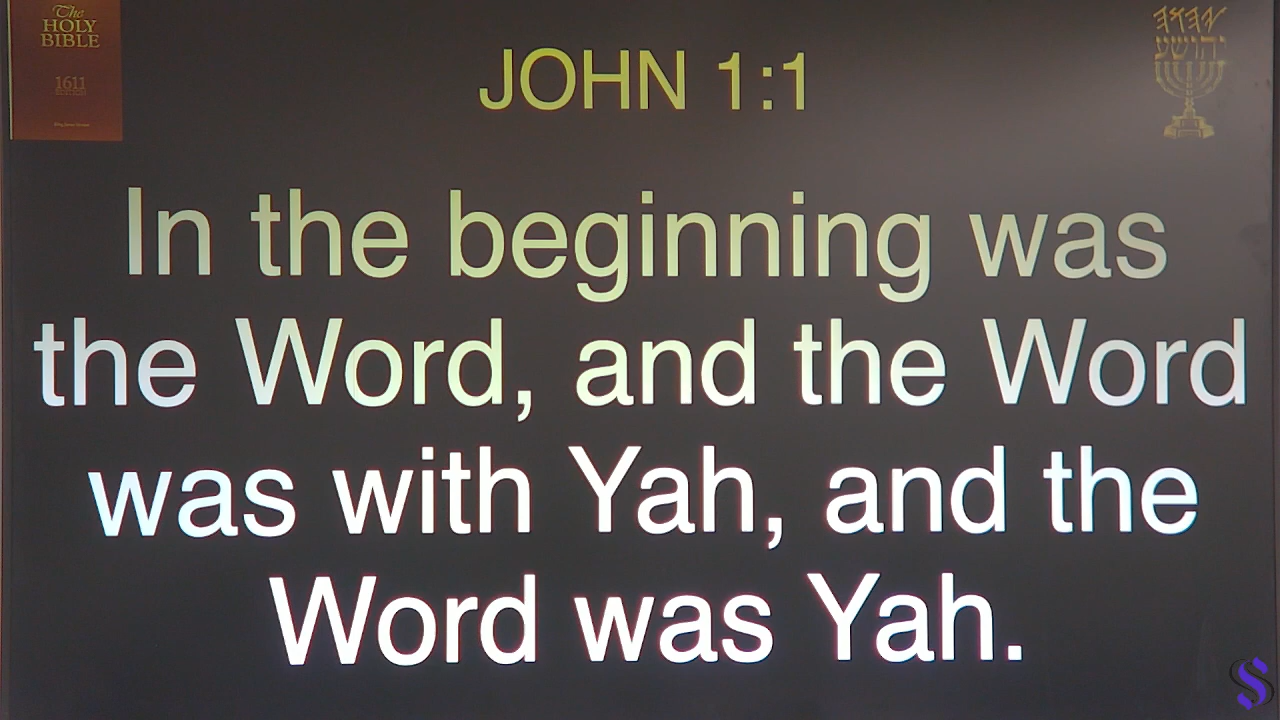 The
HOLY
BIBLE
1611
JOHN 1:1
יהושע
In the beginning was
the Word, and the Word
was with Yah, and the
Word was Yah.
S